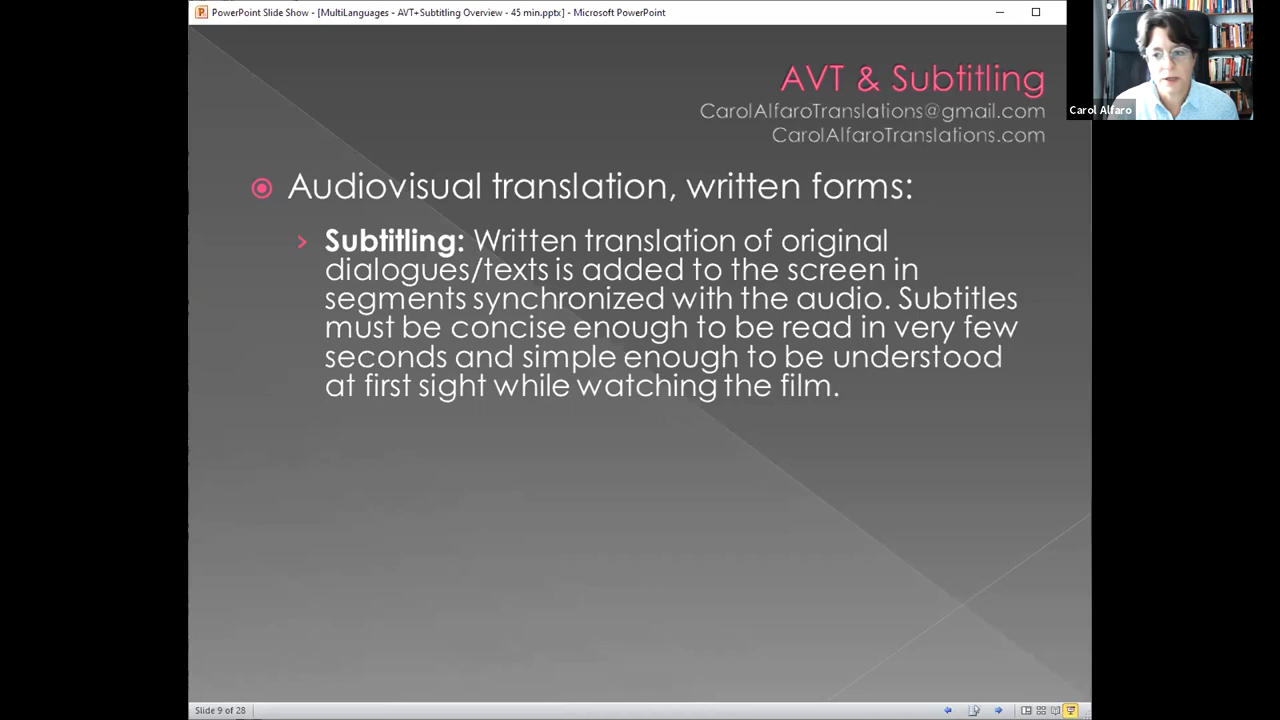 PowerPoint Slide Show - [MultiLanguages - AVT+Subtitling Overview - 45 min.pptx] - Microsoft PowerPoint
AVT & Subtitling
CarolAlfaroTranslations@gmail.com
CarolAlfaroTranslations.com
Carol Alfaro
Audiovisual translation, written forms:
Subtitling: Written translation of original
dialogues/texts is added to the screen in
segments synchronized with the audio. Subtitles
must be concise enough to be read in very few
seconds and simple enough to be understood
at first sight while watching the film.
Slide 9 of 28